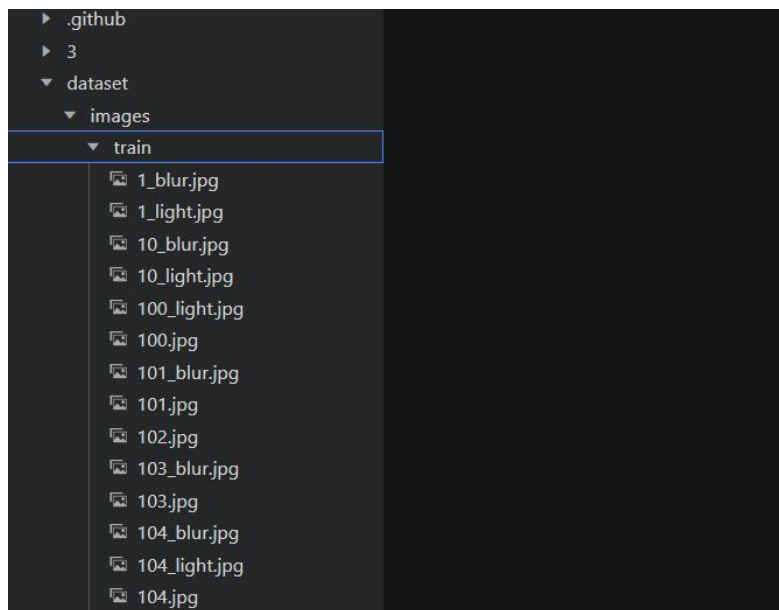 .github
3
dataset
images
train
1_blur.jpg
1_light.jpg
10_blur.jpg
10_light.jpg
100_light.jpg
100.jpg
101_blur.jpg
101.jpg
102.jpg
103_blur.jpg
103.jpg
104_blur.jpg
104_light.jpg
104.jpg